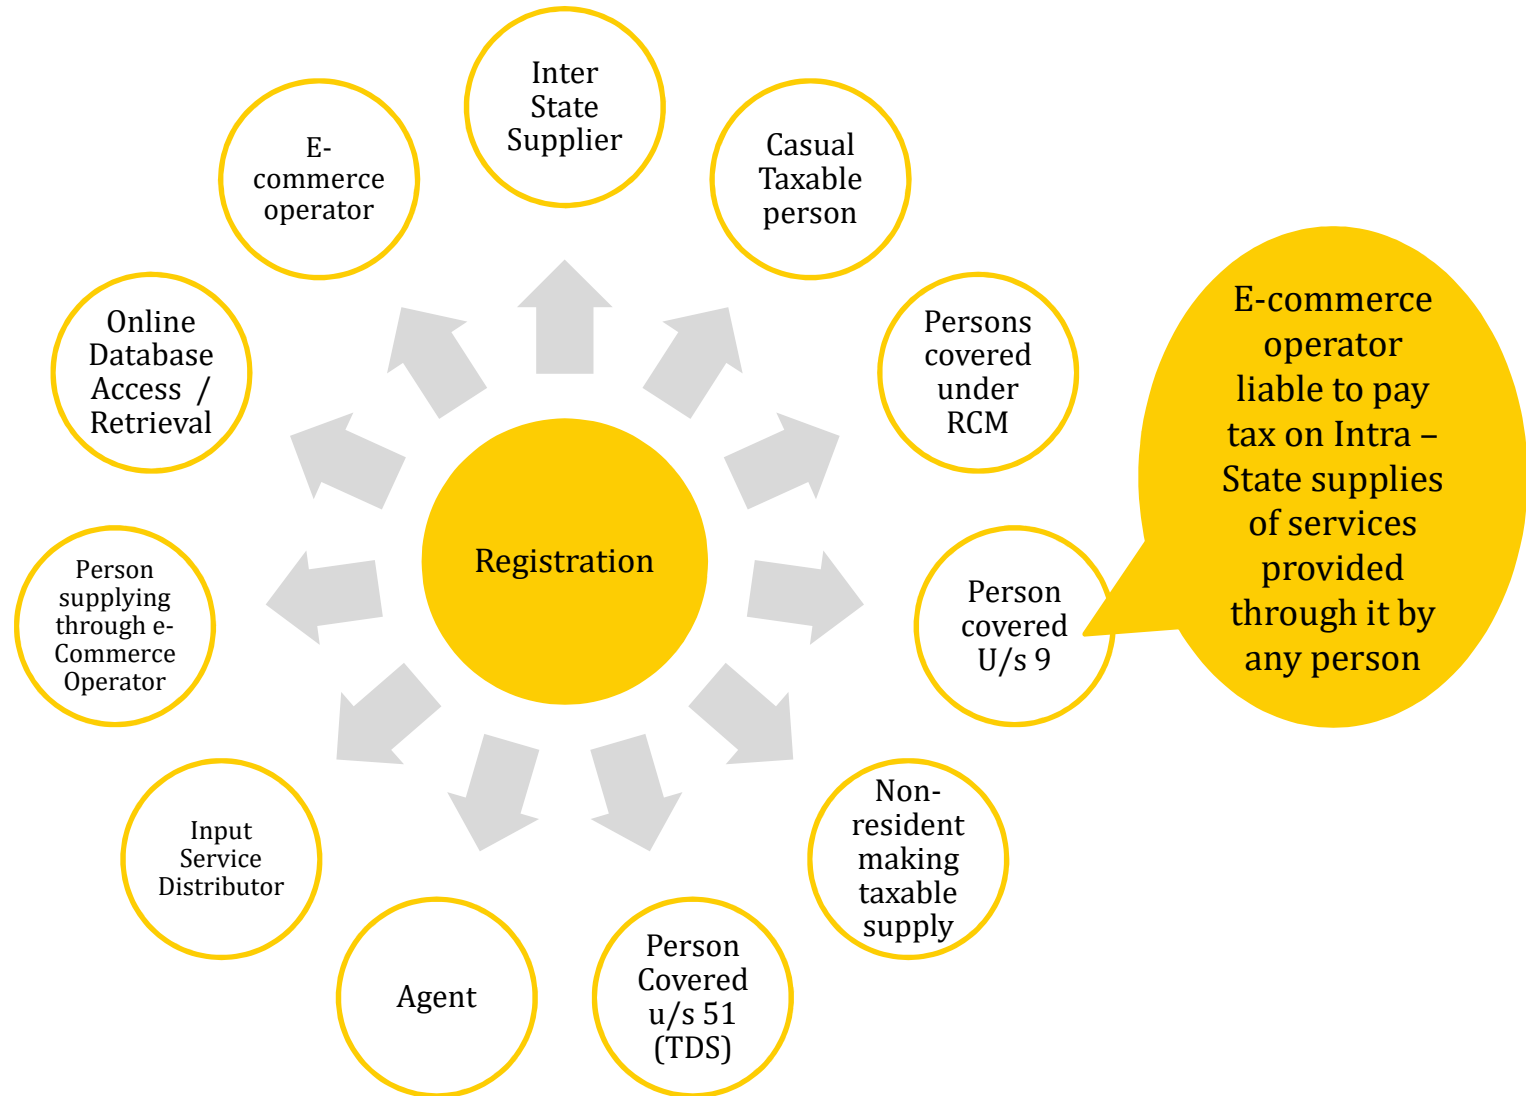 Inter
State
Supplier
Casual
Taxable
person
Persons
covered
under
RCM
Person
covered
U/s 9
E-commerce
operator
liable to pay
tax on Intra –
State supplies
of services
provided
through it by
any person
Non-
resident
making
taxable
supply
Person
Covered
u/s 51
(TDS)
Agent
Input
Service
Distributor
Person
supplying
through e-
Commerce
Operator
Online
Database
Access /
Retrieval
E-
commerce
operator
Registration